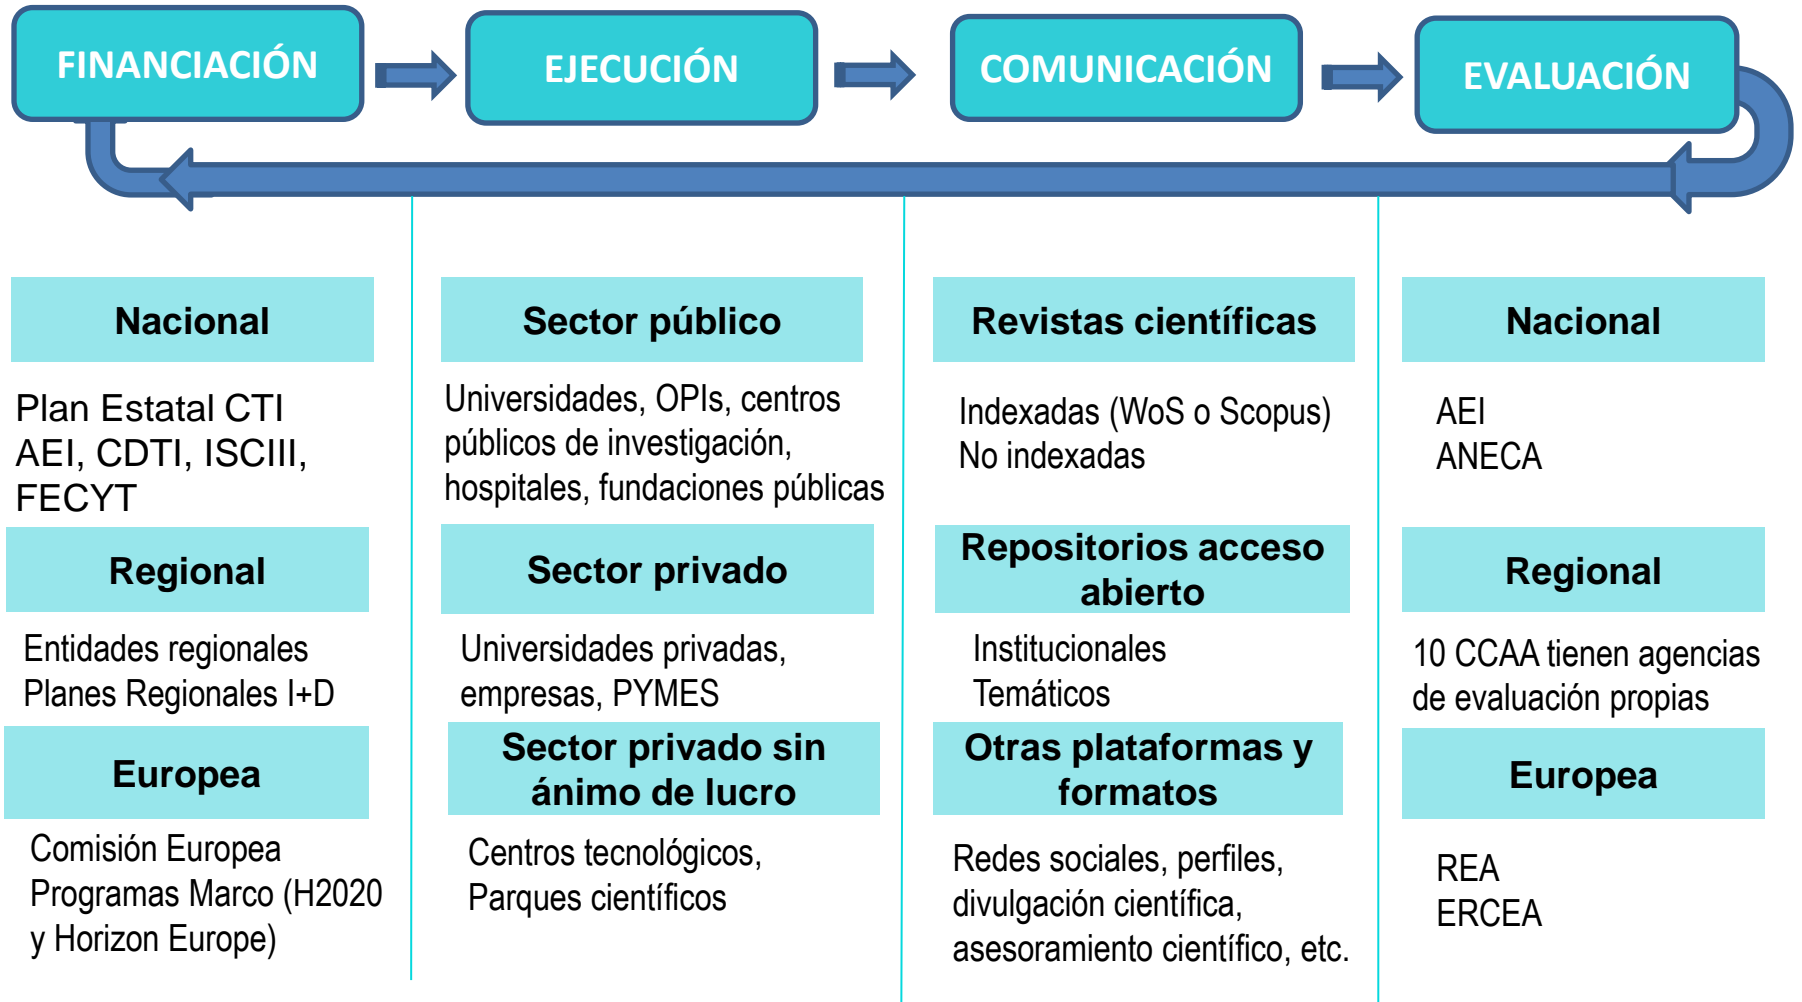 FINANCIACIÓN
EJECUCIÓN
COMUNICACIÓN
EVALUACIÓN
Nacional
Plan Estatal CTI
AEI, CDTI, ISCIII,
FECYT
Regional
Entidades regionales
Planes Regionales I+D
Europea
Comisión Europea
Programas Marco (H2020
y Horizon Europe)
Sector público
Universidades, OPIs, centros
públicos de investigación,
hospitales, fundaciones públicas
Sector privado
Universidades privadas,
empresas, PYMES
Sector privado sin
ánimo de lucro
Centros tecnológicos,
Parques científicos
Revistas científicas
Indexadas (WoS o Scopus)
No indexadas
Repositorios acceso
abierto
Institucionales
Temáticos
Otras plataformas y
formatos
Redes sociales, perfiles,
divulgación científica,
asesoramiento científico, etc.
Nacional
AEI
ANECA
Regional
10 CCAA tienen agencias
de evaluación propias
Europea
REA
ERCEA